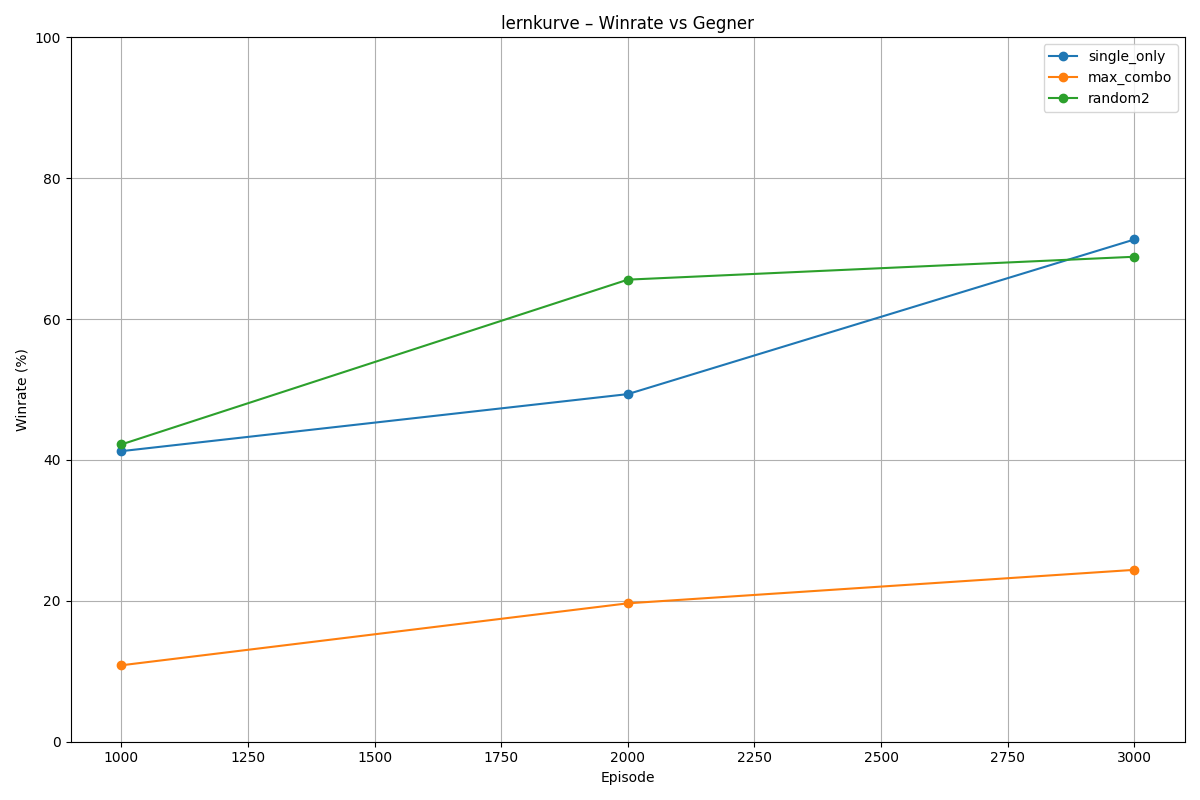 lernkurve – Winrate vs Gegner
single_only
max_combo
random2
Winrate (%)
100
80
60
40
20
0
1000 1250 1500 1750 2000 2250 2500 2750 3000
Episode